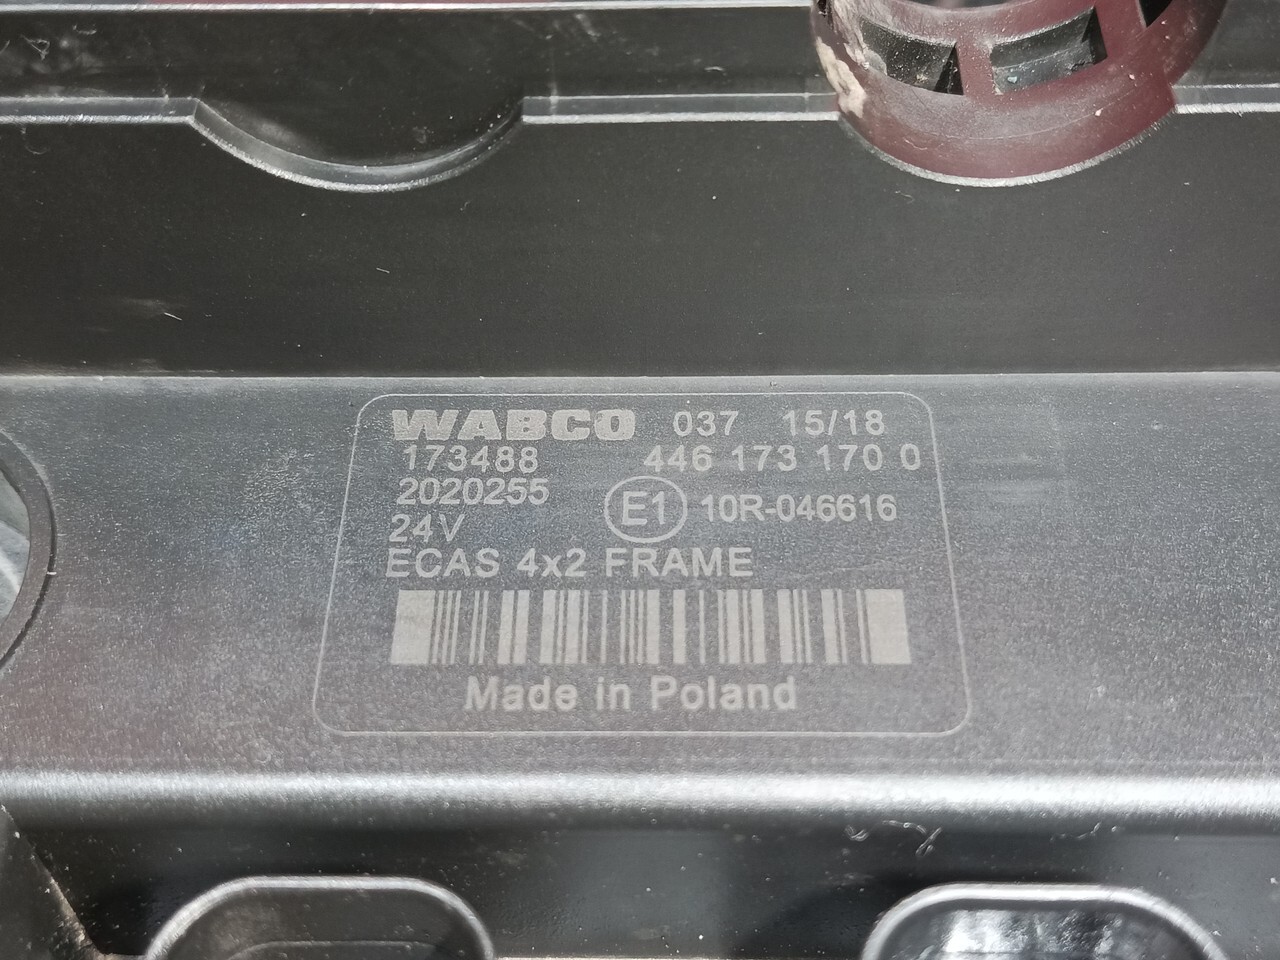 WABCO 037 15/18
173488 446 173 170 0
2020255
E1 10R-046616
24V
ECAS 4x2 FRAME
Made in Poland